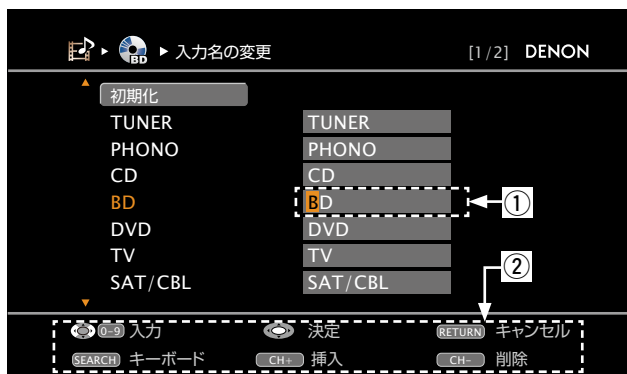 BD ▶ 入力名の変更 [1/2] DENON
初期化
TUNER TUNER
PHONO PHONO
CD CD
BD BD ①
DVD DVD
TV TV
SAT/CBL SAT/CBL
②
0-9 入力 決定 RETURN キャンセル
SEARCH キーボード CH+ 挿入 CH- 削除